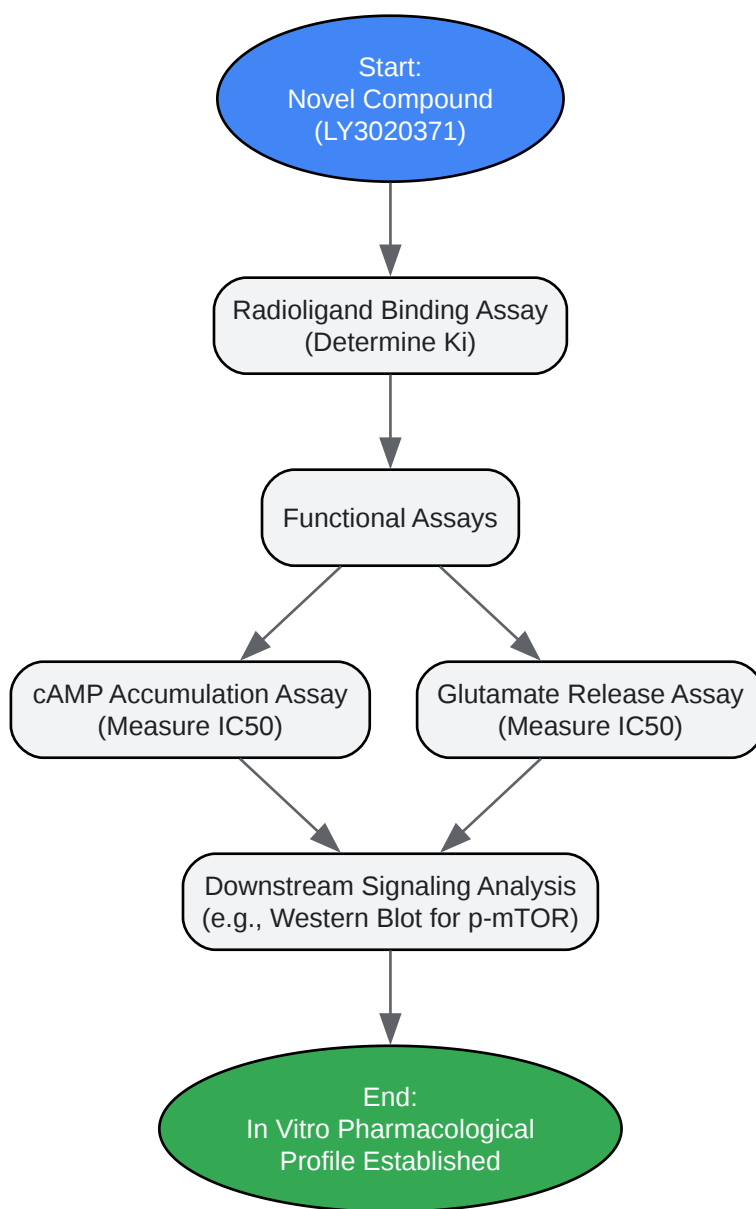 Start:
Novel Compound
(LY3020371)
Radioligand Binding Assay
(Determine Ki)
Functional Assays
cAMP Accumulation Assay
(Measure IC50)
Glutamate Release Assay
(Measure IC50)
Downstream Signaling Analysis
(e.g., Western Blot for p-mTOR)
End:
In Vitro Pharmacological
Profile Established